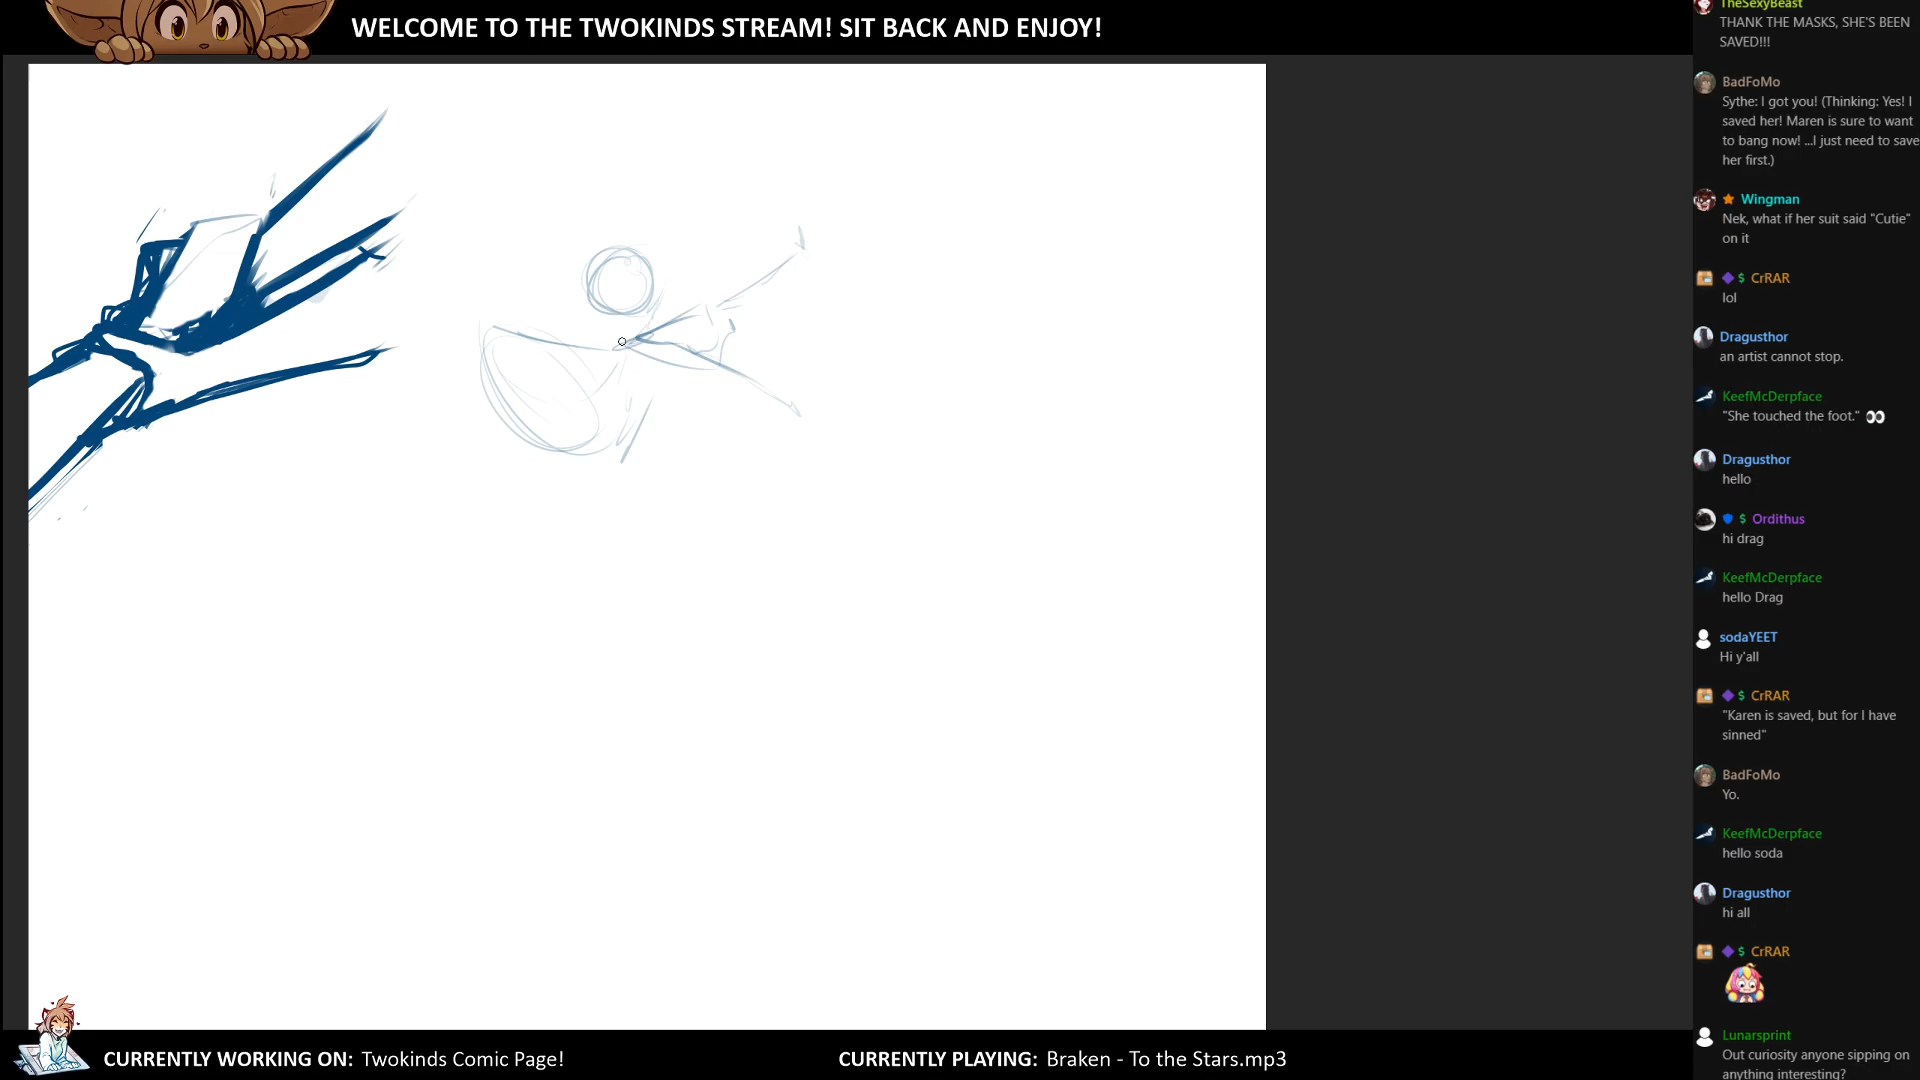 WELCOME TO THE TWOKINDS STREAM! SIT BACK AND ENJOY!
TheSexyBeast
THANK THE MASKS, SHE'S BEEN
SAVED!!!
BadFoMo
Sythe: I got you! (Thinking: Yes! I
saved her! Maren is sure to want
to bang now! ...I just need to save
her first.)
Wingman
Nek, what if her suit said "Cutie"
on it
$ CrRAR
lol
Dragusthor
an artist cannot stop.
KeefMcDerpface
"She touched the foot." 👀
Dragusthor
hello
$ Ordithus
hi drag
KeefMcDerpface
hello Drag
sodaYEET
Hi y'all
$ CrRAR
"Karen is saved, but for I have
sinned"
BadFoMo
Yo.
KeefMcDerpface
hello soda
Dragusthor
hi all
$ CrRAR
Lunarsprint
Out curiosity anyone sipping on
anything interesting?
CURRENTLY WORKING ON: Twokinds Comic Page!
CURRENTLY PLAYING: Braken - To the Stars.mp3